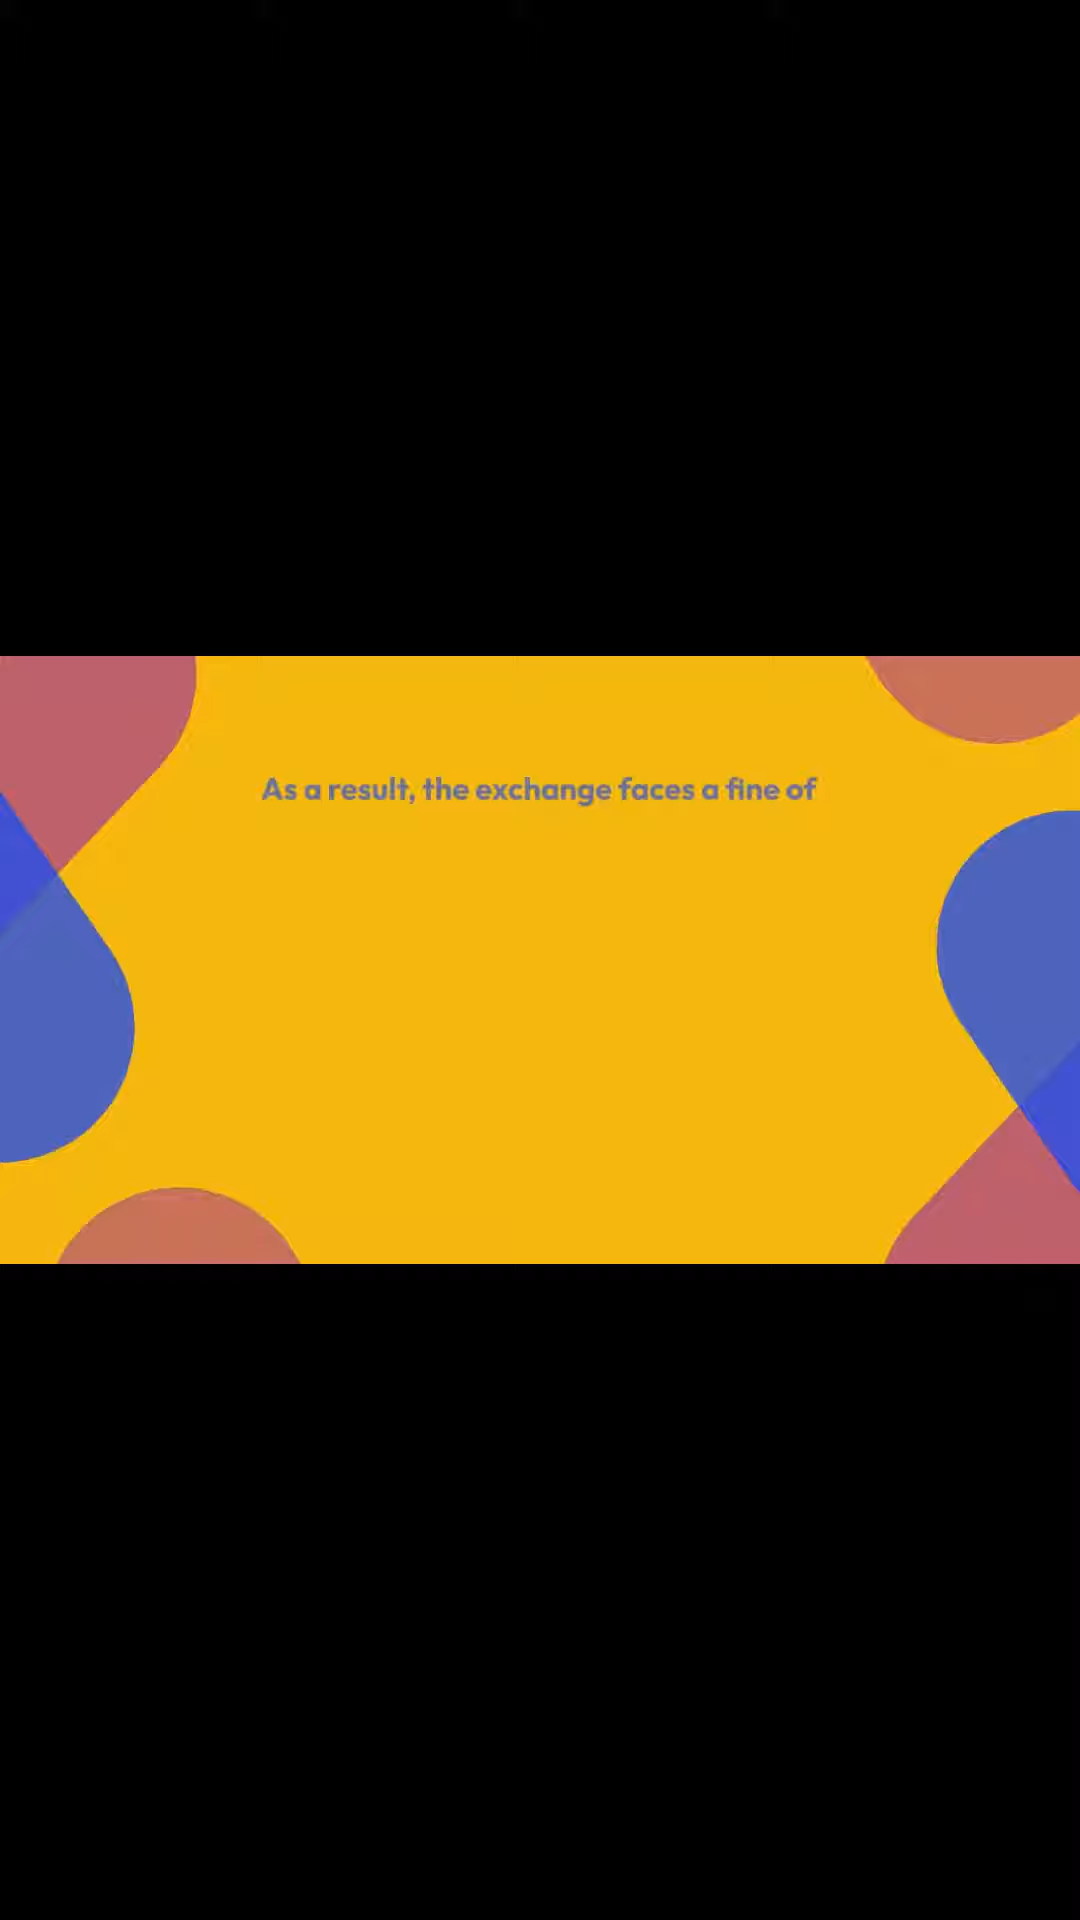 As a result, the exchange faces a fine of